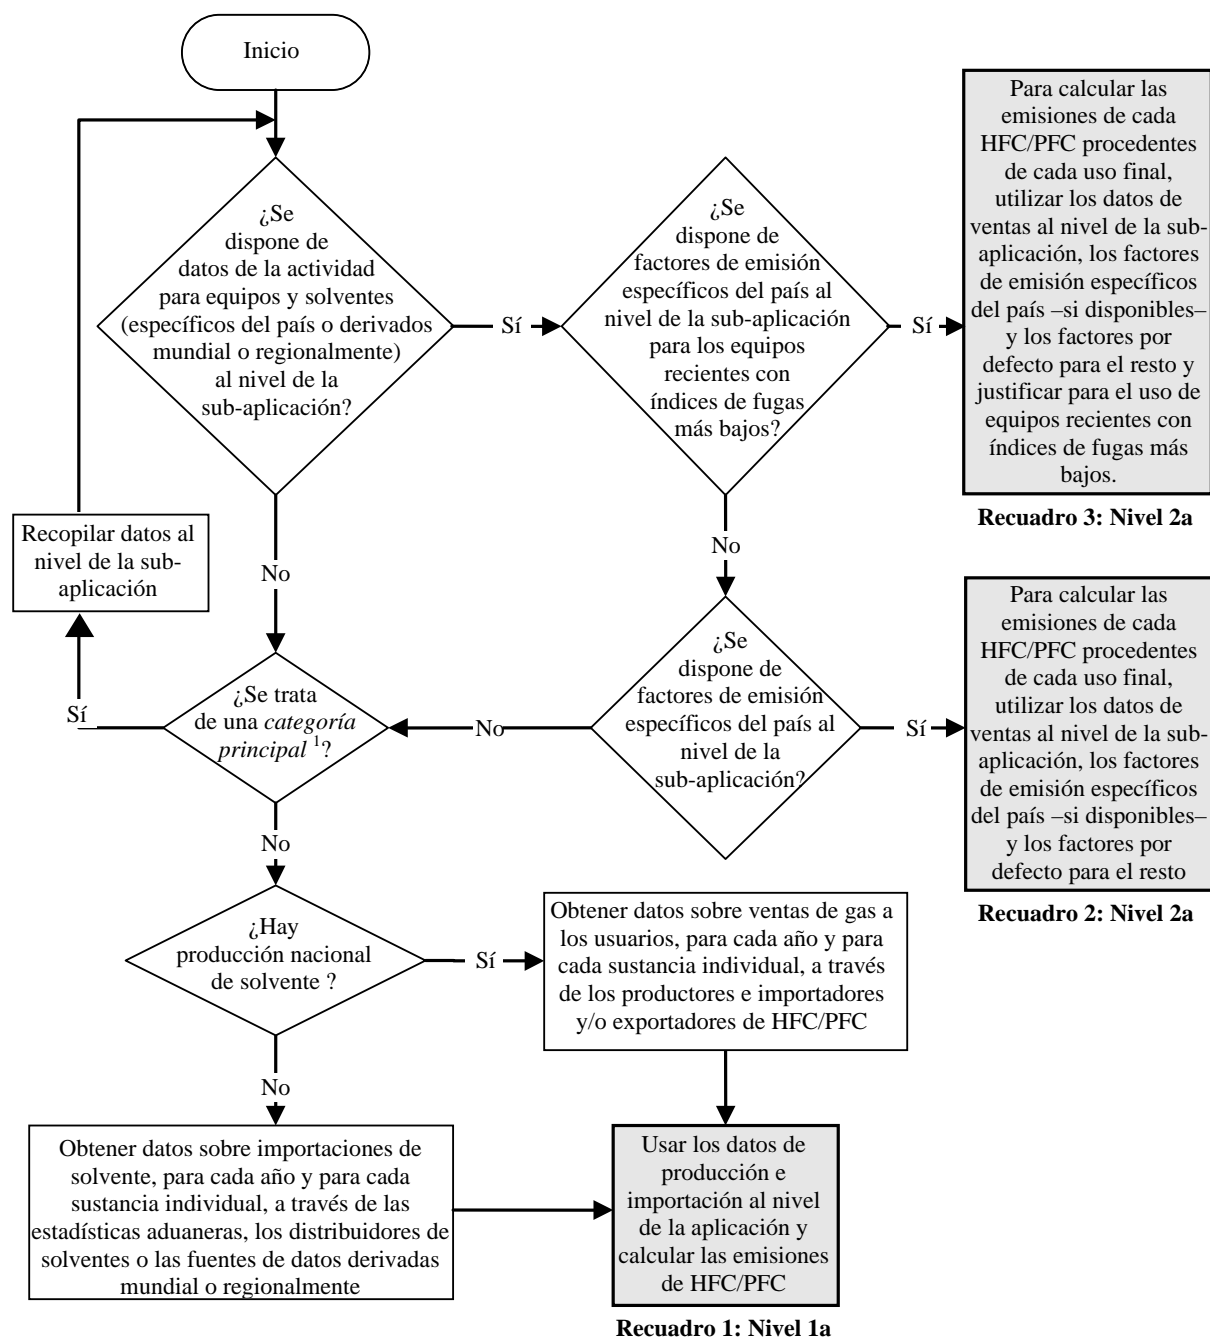 Inicio
¿Se
dispone de
datos de la actividad
para equipos y solventes
(específicos del país o derivados
mundial o regionalmente)
al nivel de la
sub-aplicación?
Sí
¿Se
dispone de
factores de emisión
específicos del país al
nivel de la sub-aplicación
para los equipos
recientes con
índices de fugas
más bajos?
Sí
Para calcular las
emisiones de cada
HFC/PFC procedentes
de cada uso final,
utilizar los datos de
ventas al nivel de la sub-
aplicación, los factores
de emisión específicos
del país –si disponibles–
y los factores por
defecto para el resto y
justificar para el uso de
equipos recientes con
índices de fugas más
bajos.
Recuadro 3: Nivel 2a
Recopilar datos al
nivel de la sub-
aplicación
No
No
¿Se trata
de una categoría
principal 1?
Sí
No
¿Se
dispone de
factores de emisión
específicos del país al
nivel de la
sub-aplicación?
Sí
Para calcular las
emisiones de cada
HFC/PFC procedentes
de cada uso final,
utilizar los datos de
ventas al nivel de la sub-
aplicación, los factores
de emisión específicos
del país –si disponibles–
y los factores por
defecto para el resto
Recuadro 2: Nivel 2a
No
¿Hay
producción nacional
de solvente ?
Sí
Obtener datos sobre ventas de gas a
los usuarios, para cada año y para
cada sustancia individual, a través
de los productores e importadores
y/o exportadores de HFC/PFC
No
Obtener datos sobre importaciones de
solvente, para cada año y para cada
sustancia individual, a través de las
estadísticas aduaneras, los distribuidores de
solventes o las fuentes de datos derivadas
mundial o regionalmente
Usar los datos de
producción e
importación al nivel
de la aplicación y
calcular las emisiones
de HFC/PFC
Recuadro 1: Nivel 1a